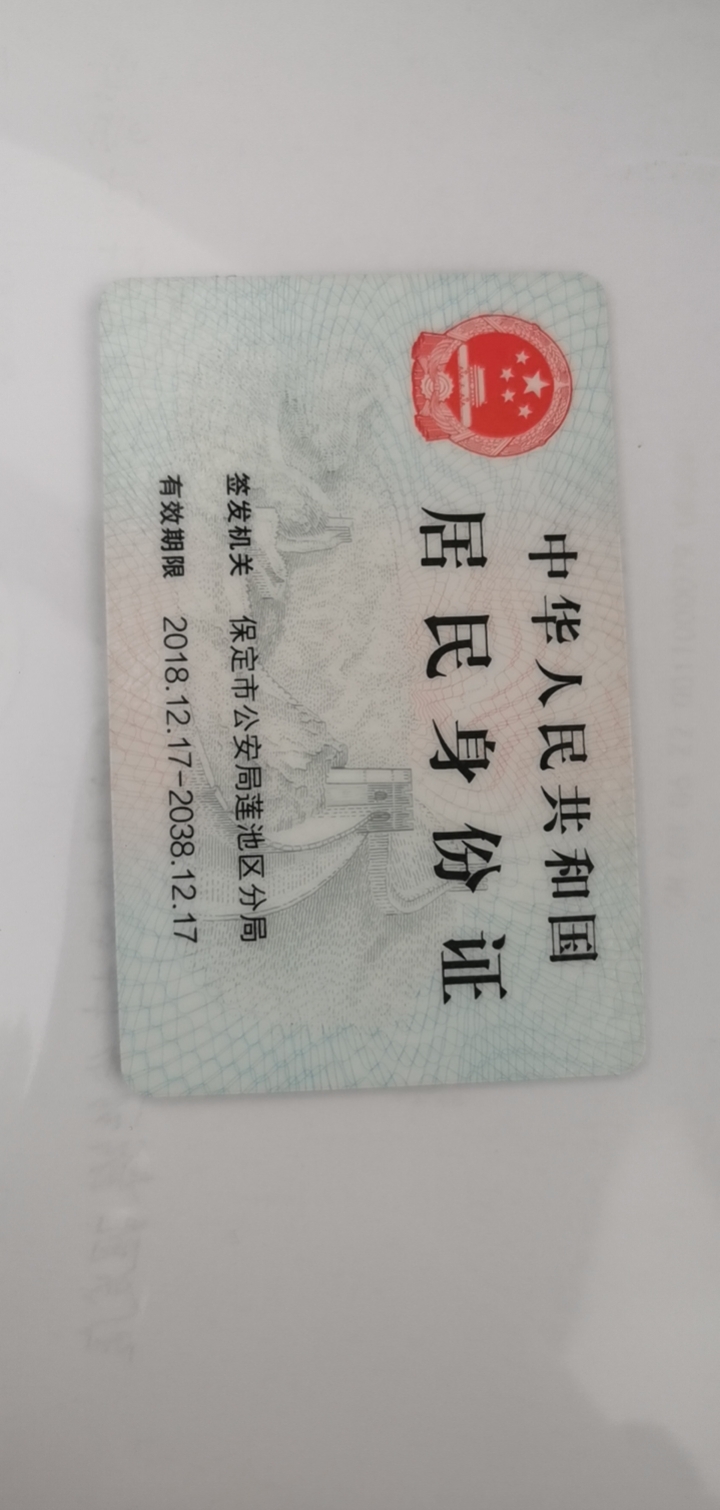 中华人民共和国
居民身份证
签发机关 保定市公安局莲池区分局
有效期限 2018.12.17-2038.12.17